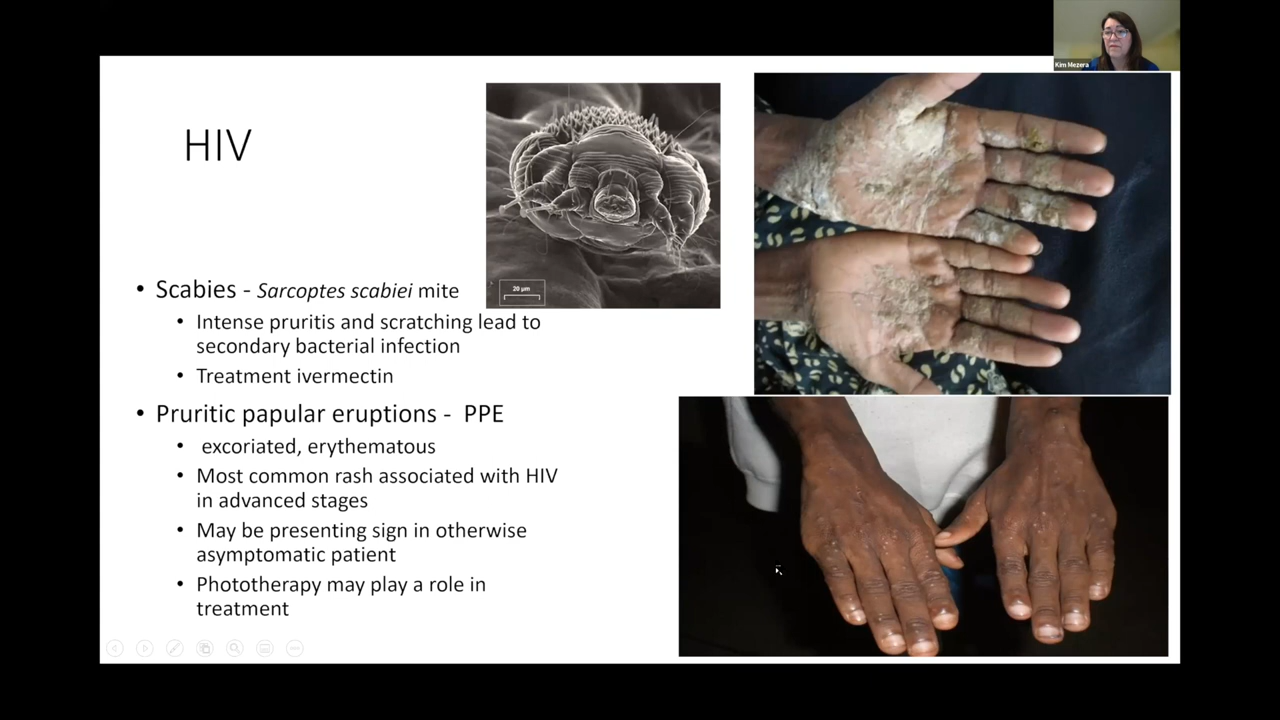 Kim Mezera
HIV
20 μm
• Scabies - Sarcoptes scabiei mite
• Intense pruritis and scratching lead to
secondary bacterial infection
• Treatment ivermectin
• Pruritic papular eruptions - PPE
• excoriated, erythematous
• Most common rash associated with HIV
in advanced stages
• May be presenting sign in otherwise
asymptomatic patient
• Phototherapy may play a role in
treatment